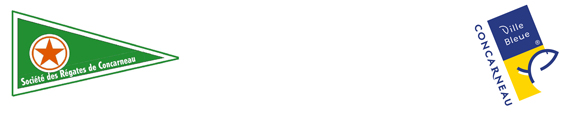 Société des Régates de Concarneau
Ville
Bleue
®
CONCARNEAU